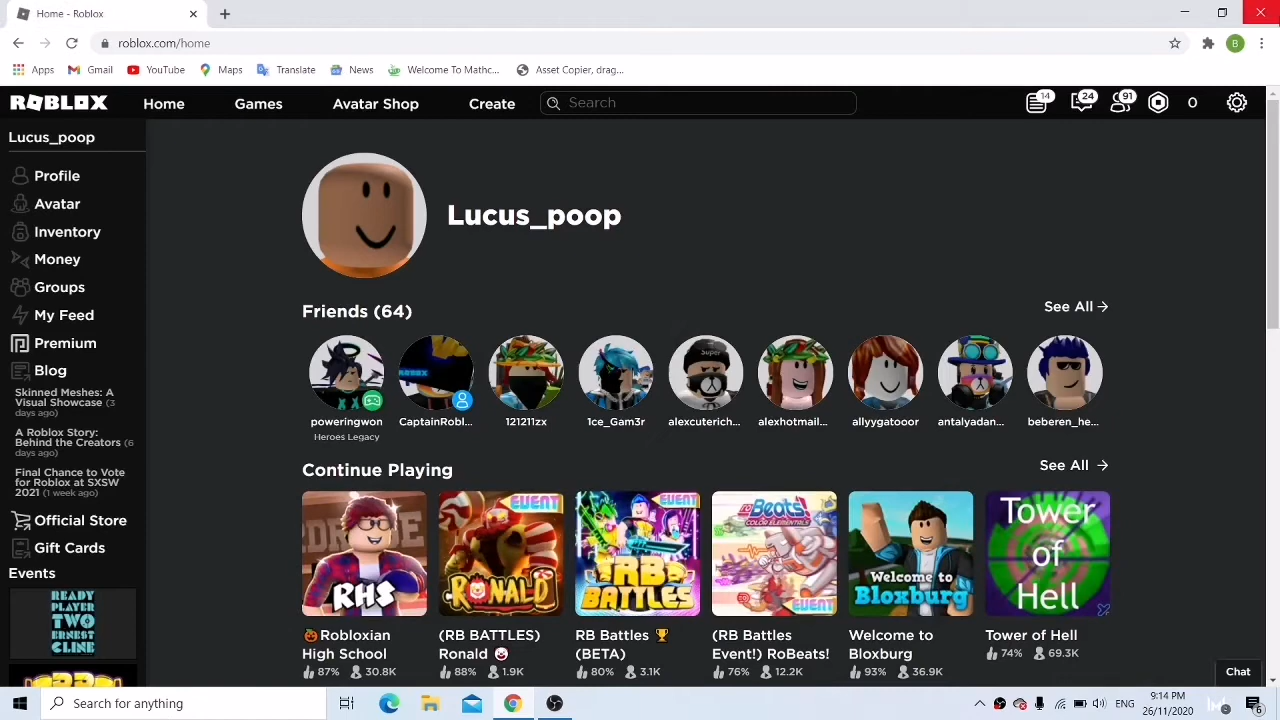 Home - Roblox
roblox.com/home
B
Apps Gmail YouTube Maps Translate News Welcome To Mathc... Asset Copier, drag...
ROBLOX Home Games Avatar Shop Create Search 14 24 91 0
Lucus_poop
Profile
Avatar
Inventory
Money
Groups
My Feed
Premium
Blog
Skinned Meshes: A
Visual Showcase (3
days ago)
A Roblox Story:
Behind the Creators (6
days ago)
Final Chance to Vote
for Roblox at SXSW
2021 (1 week ago)
Official Store
Gift Cards
Events
READY
PLAYER
TWO
ERNEST
CLINE
Lucus_poop
Friends (64) See All
Super
poweringwon CaptainRobl... 121211zx 1ce_Gam3r alexcuterich... alexhotmail... allyygatooor antalyadan... beberen_he...
Heroes Legacy
Continue Playing See All
RHS
EVENT
RONALD
EVENT
RB
BATTLES
Beats!
COLOR ELEMENTALS
EVENT
Welcome to
Bloxburg
Tower
of
Hell
Robloxian
High School
87% 30.8K
(RB BATTLES)
Ronald
88% 1.9K
RB Battles
(BETA)
80% 3.1K
(RB Battles
Event!) RoBeats!
76% 12.2K
Welcome to
Bloxburg
93% 36.9K
Tower of Hell
74% 69.3K
Chat
Search for anything
ENG
9:14 PM
26/11/2020
6